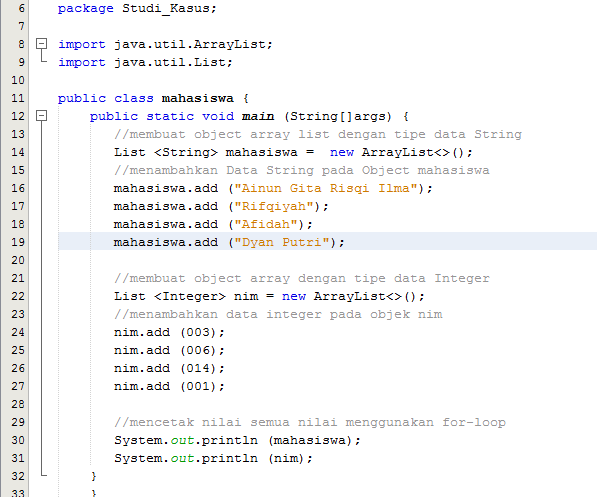 6 package Studi_Kasus;
7
8 import java.util.ArrayList;
9 import java.util.List;
10
11 public class mahasiswa {
12 public static void main (String[]args) {
13 //membuat object array list dengan tipe data String
14 List <String> mahasiswa =  new ArrayList<>();
15 //menambahkan Data String pada Object mahasiswa
16 mahasiswa.add ("Ainun Gita Risqi Ilma");
17 mahasiswa.add ("Rifqiyah");
18 mahasiswa.add ("Afidah");
19 mahasiswa.add ("Dyan Putri");
20
21 //membuat object array dengan tipe data Integer
22 List <Integer> nim = new ArrayList<>();
23 //menambahkan data integer pada objek nim
24 nim.add (003);
25 nim.add (006);
26 nim.add (014);
27 nim.add (001);
28
29 //mencetak nilai semua nilai menggunakan for-loop
30 System.out.println (mahasiswa);
31 System.out.println (nim);
32 }
33 }